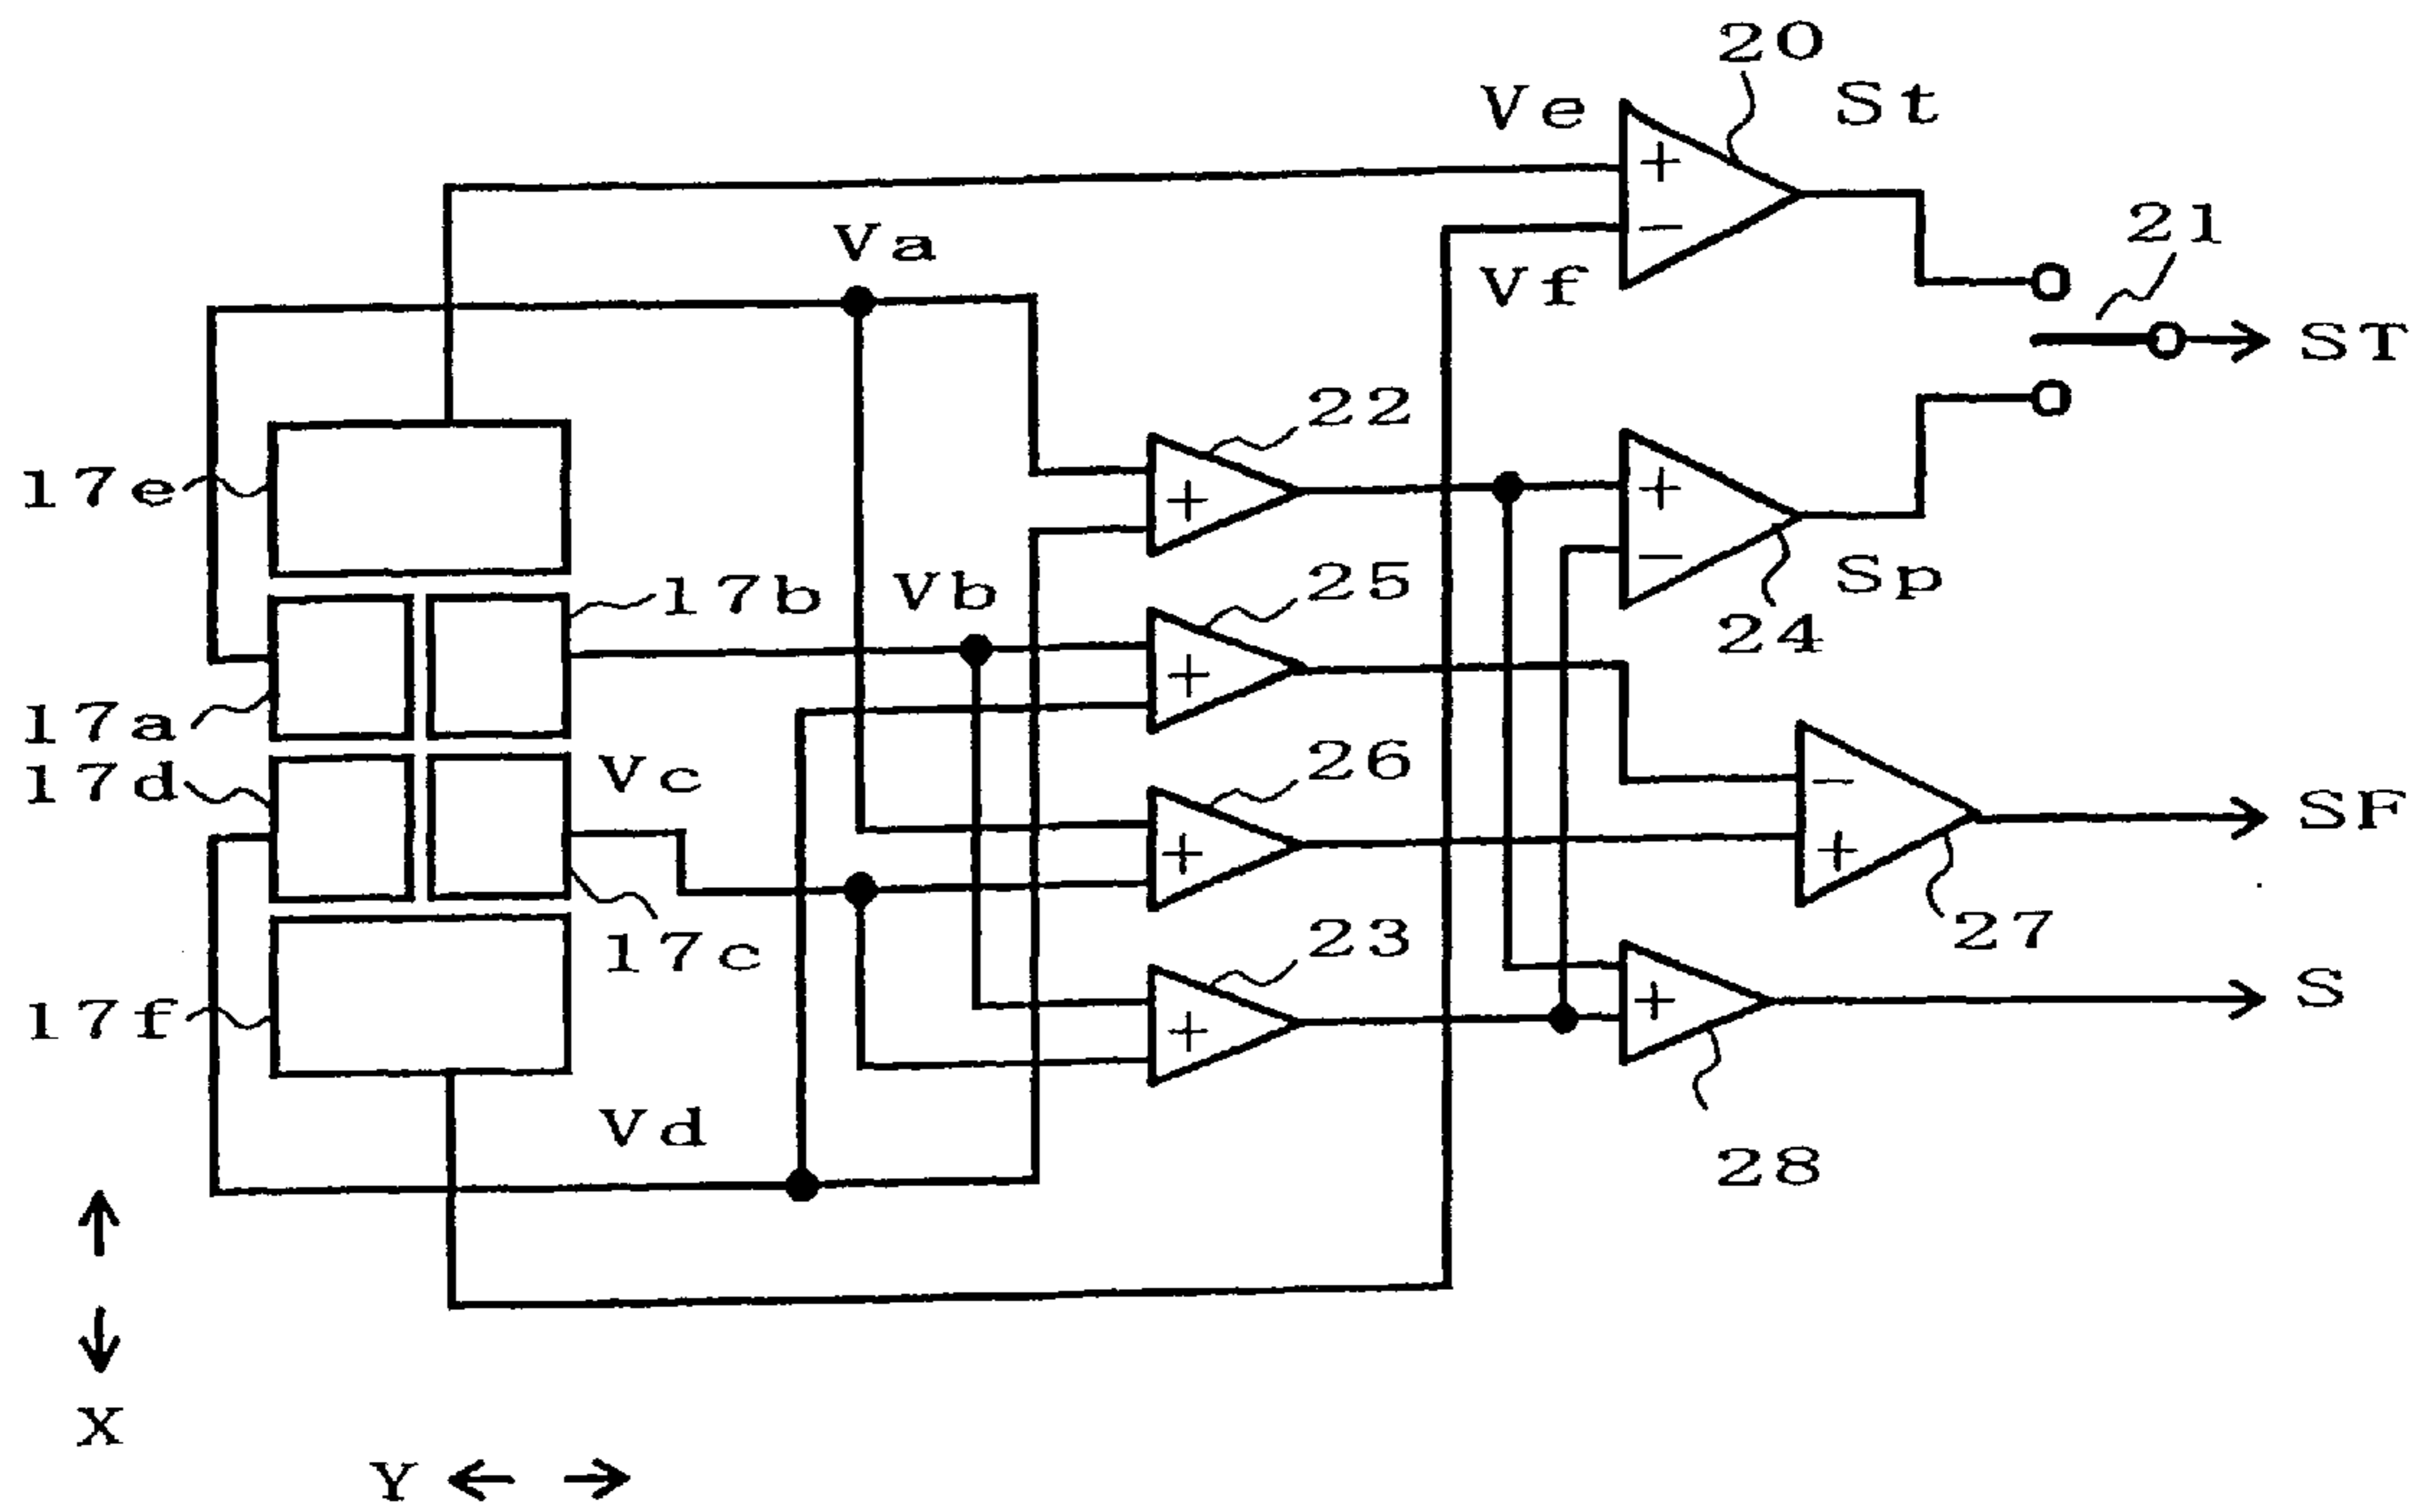 20
Ve
St
+
−
Vf
21
ST
Va
22
+
17e
+
−
Sp
24
17b
Vb
25
+
17a
17d
Vc
26
+
−
+
SF
27
17c
23
+
17f
+
S
28
Vd
X
Y